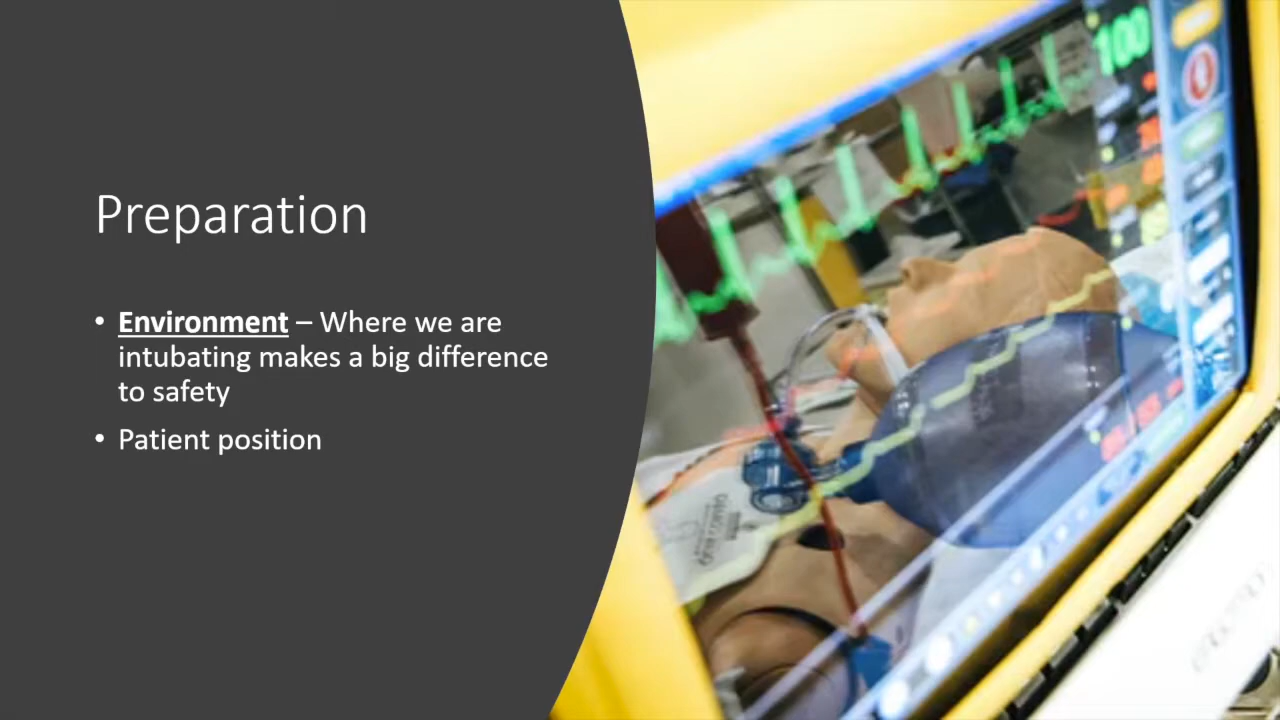 Preparation
• Environment – Where we are
intubating makes a big difference
to safety
• Patient position
100